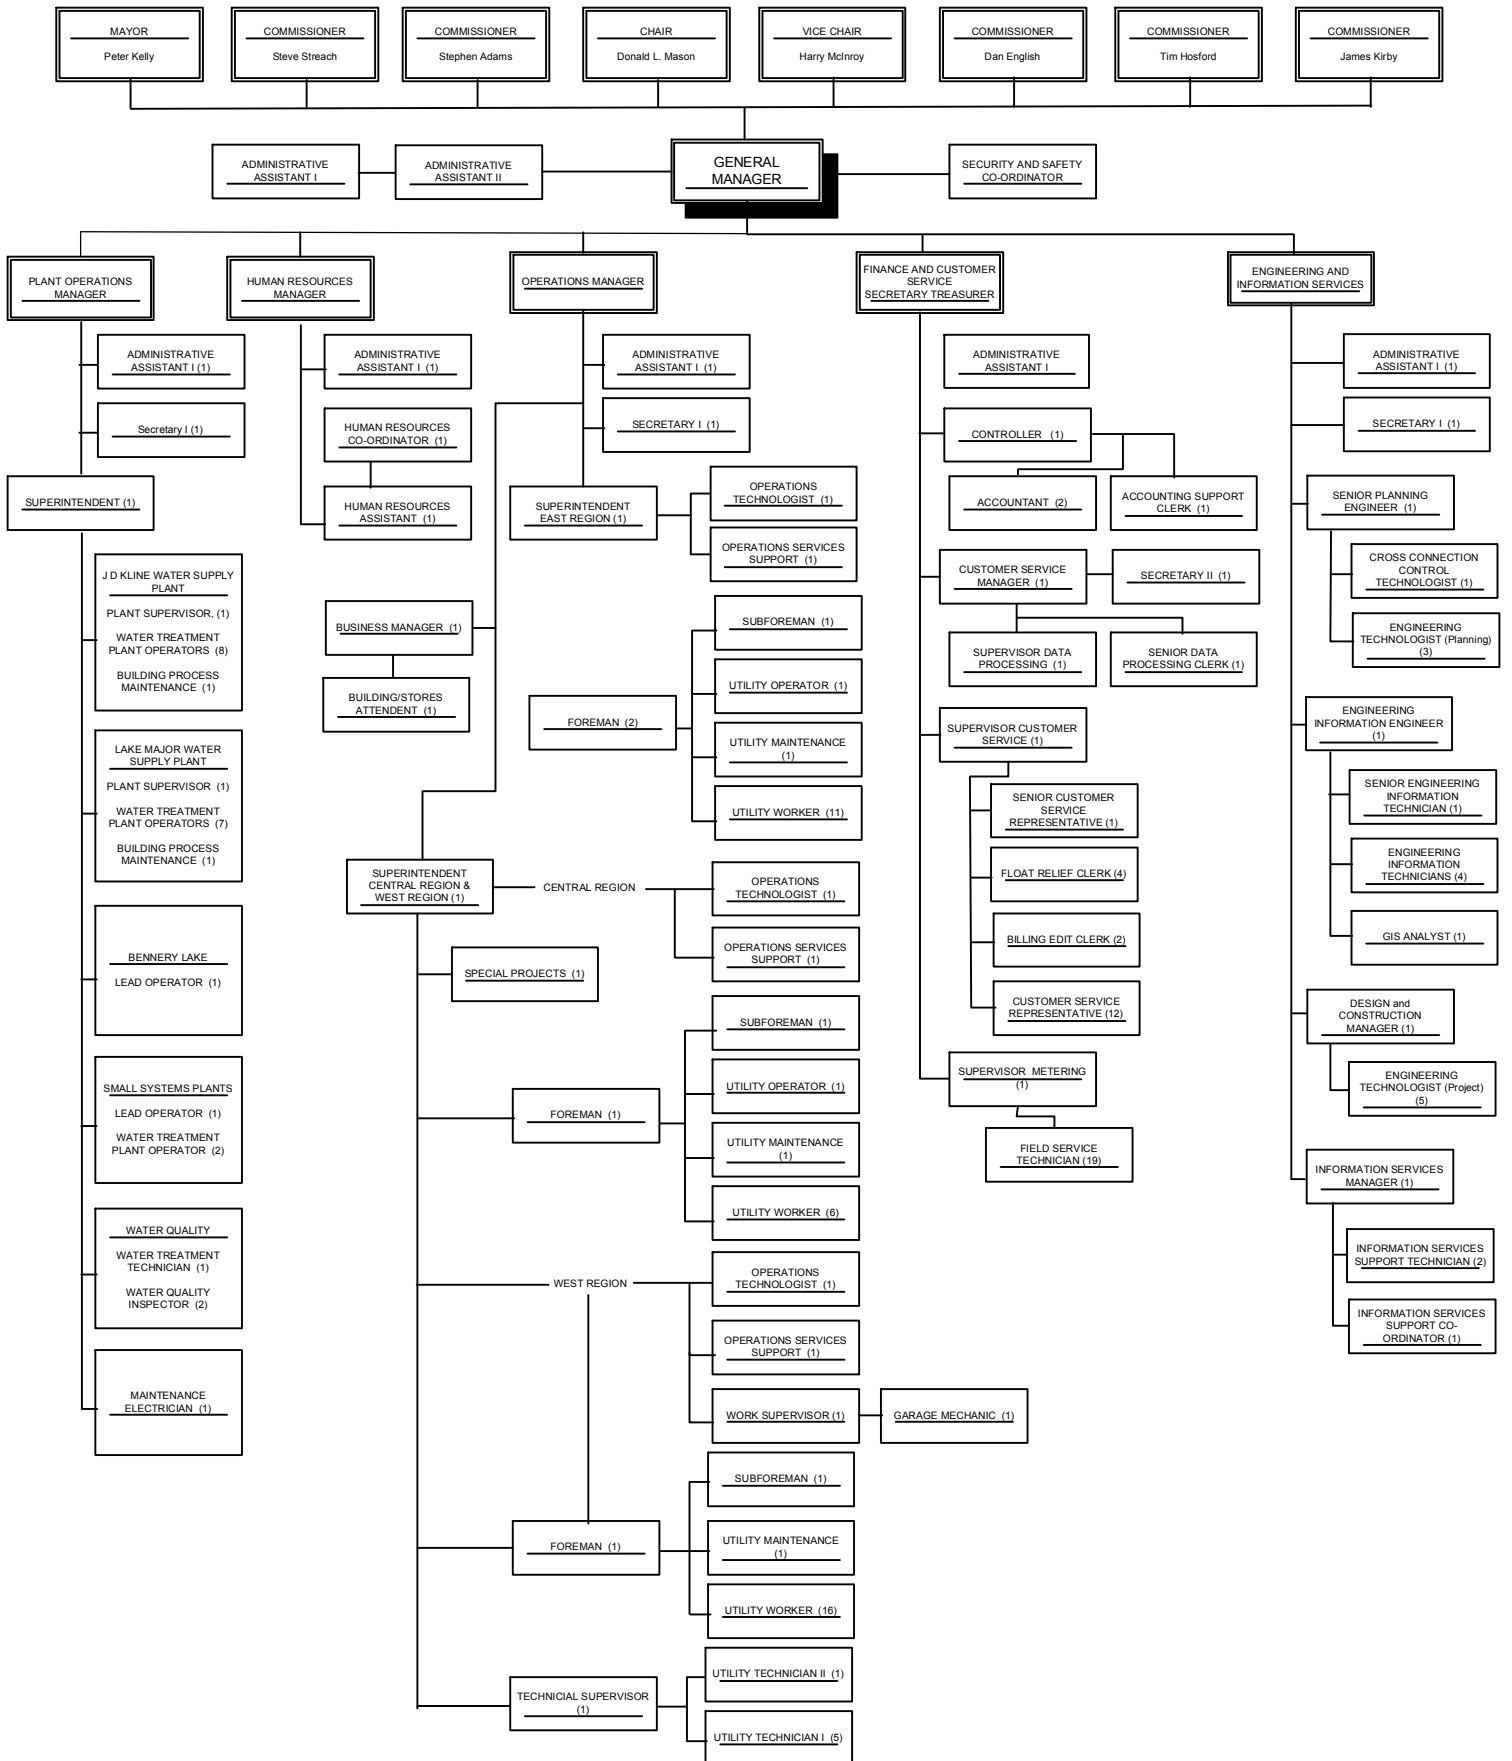 MAYOR
Peter Kelly
COMMISSIONER
Steve Streach
COMMISSIONER
Stephen Adams
CHAIR
Donald L. Mason
VICE CHAIR
Harry McInroy
COMMISSIONER
Dan English
COMMISSIONER
Tim Hosford
COMMISSIONER
James Kirby
ADMINISTRATIVE
ASSISTANT I
ADMINISTRATIVE
ASSISTANT II
GENERAL
MANAGER
SECURITY AND SAFETY
CO-ORDINATOR
PLANT OPERATIONS
MANAGER
HUMAN RESOURCES
MANAGER
OPERATIONS MANAGER
FINANCE AND CUSTOMER
SERVICE
SECRETARY TREASURER
ENGINEERING AND
INFORMATION SERVICES
ADMINISTRATIVE
ASSISTANT I (1)
Secretary I (1)
SUPERINTENDENT (1)
J D KLINE WATER SUPPLY
PLANT
PLANT SUPERVISOR, (1)
WATER TREATMENT
PLANT OPERATORS (8)
BUILDING PROCESS
MAINTENANCE (1)
LAKE MAJOR WATER
SUPPLY PLANT
PLANT SUPERVISOR (1)
WATER TREATMENT
PLANT OPERATORS (7)
BUILDING PROCESS
MAINTENANCE (1)
BENNERY LAKE
LEAD OPERATOR (1)
SMALL SYSTEMS PLANTS
LEAD OPERATOR (1)
WATER TREATMENT
PLANT OPERATOR (2)
WATER QUALITY
WATER TREATMENT
TECHNICIAN (1)
WATER QUALITY
INSPECTOR (2)
MAINTENANCE
ELECTRICIAN (1)
ADMINISTRATIVE
ASSISTANT I (1)
HUMAN RESOURCES
CO-ORDINATOR (1)
HUMAN RESOURCES
ASSISTANT (1)
ADMINISTRATIVE
ASSISTANT I (1)
SECRETARY I (1)
SUPERINTENDENT
EAST REGION (1)
OPERATIONS
TECHNOLOGIST (1)
OPERATIONS SERVICES
SUPPORT (1)
BUSINESS MANAGER (1)
BUILDING/STORES
ATTENDENT (1)
FOREMAN (2)
SUBFOREMAN (1)
UTILITY OPERATOR (1)
UTILITY MAINTENANCE
(1)
UTILITY WORKER (11)
SUPERINTENDENT
CENTRAL REGION &
WEST REGION (1)
CENTRAL REGION
OPERATIONS
TECHNOLOGIST (1)
OPERATIONS SERVICES
SUPPORT (1)
SPECIAL PROJECTS (1)
FOREMAN (1)
SUBFOREMAN (1)
UTILITY OPERATOR (1)
UTILITY MAINTENANCE
(1)
UTILITY WORKER (6)
WEST REGION
OPERATIONS
TECHNOLOGIST (1)
OPERATIONS SERVICES
SUPPORT (1)
WORK SUPERVISOR (1)
GARAGE MECHANIC (1)
FOREMAN (1)
SUBFOREMAN (1)
UTILITY MAINTENANCE
(1)
UTILITY WORKER (16)
TECHNICIAL SUPERVISOR
(1)
UTILITY TECHNICIAN II (1)
UTILITY TECHNICIAN I (5)
ADMINISTRATIVE
ASSISTANT I
CONTROLLER (1)
ACCOUNTANT (2)
ACCOUNTING SUPPORT
CLERK (1)
CUSTOMER SERVICE
MANAGER (1)
SECRETARY II (1)
SUPERVISOR DATA
PROCESSING (1)
SENIOR DATA
PROCESSING CLERK (1)
SUPERVISOR CUSTOMER
SERVICE (1)
SENIOR CUSTOMER
SERVICE
REPRESENTATIVE (1)
FLOAT RELIEF CLERK (4)
BILLING EDIT CLERK (2)
CUSTOMER SERVICE
REPRESENTATIVE (12)
SUPERVISOR METERING
(1)
FIELD SERVICE
TECHNICIAN (19)
ADMINISTRATIVE
ASSISTANT I (1)
SECRETARY I (1)
SENIOR PLANNING
ENGINEER (1)
CROSS CONNECTION
CONTROL
TECHNOLOGIST (1)
ENGINEERING
TECHNOLOGIST (Planning)
(3)
ENGINEERING
INFORMATION ENGINEER
(1)
SENIOR ENGINEERING
INFORMATION
TECHNICIAN (1)
ENGINEERING
INFORMATION
TECHNICIANS (4)
GIS ANALYST (1)
DESIGN and
CONSTRUCTION
MANAGER (1)
ENGINEERING
TECHNOLOGIST (Project)
(5)
INFORMATION SERVICES
MANAGER (1)
INFORMATION SERVICES
SUPPORT TECHNICIAN (2)
INFORMATION SERVICES
SUPPORT CO-
ORDINATOR (1)